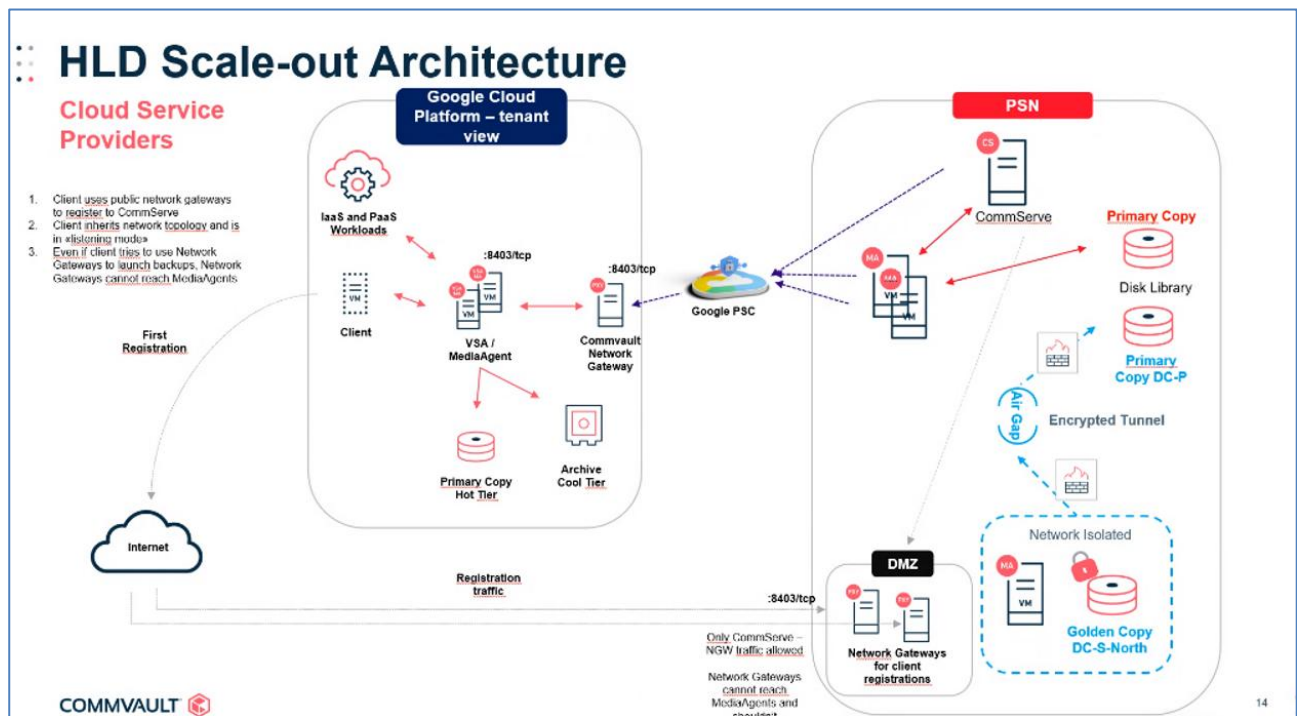 HLD Scale-out Architecture
Cloud Service
Providers
1. Client uses public network gateways
to register to CommServe
2. Client inherits network topology and is
in «listening mode»
3. Even if client tries to use Network
Gateways to launch backups, Network
Gateways cannot reach MediaAgents
Google Cloud
Platform – tenant
view
IaaS and PaaS
Workloads
:8403/tcp
:8403/tcp
VM
Client
VM
VM
VSA /
MediaAgent
Commvault
Network
Gateway
Primary Copy
Hot Tier
Archive
Cool Tier
First
Registration
Internet
Registration
traffic
:8403/tcp
Google PSC
PSN
CS
CommServe
MA
MA
VM
Primary Copy
Disk Library
Primary
Copy DC-P
Air Gap
Encrypted Tunnel
Network Isolated
MA
VM
Golden Copy
DC-S-North
DMZ
Network Gateways
for client
registrations
Only CommServe –
NGW traffic allowed
Network Gateways
cannot reach
MediaAgents and
COMMVAULT
14